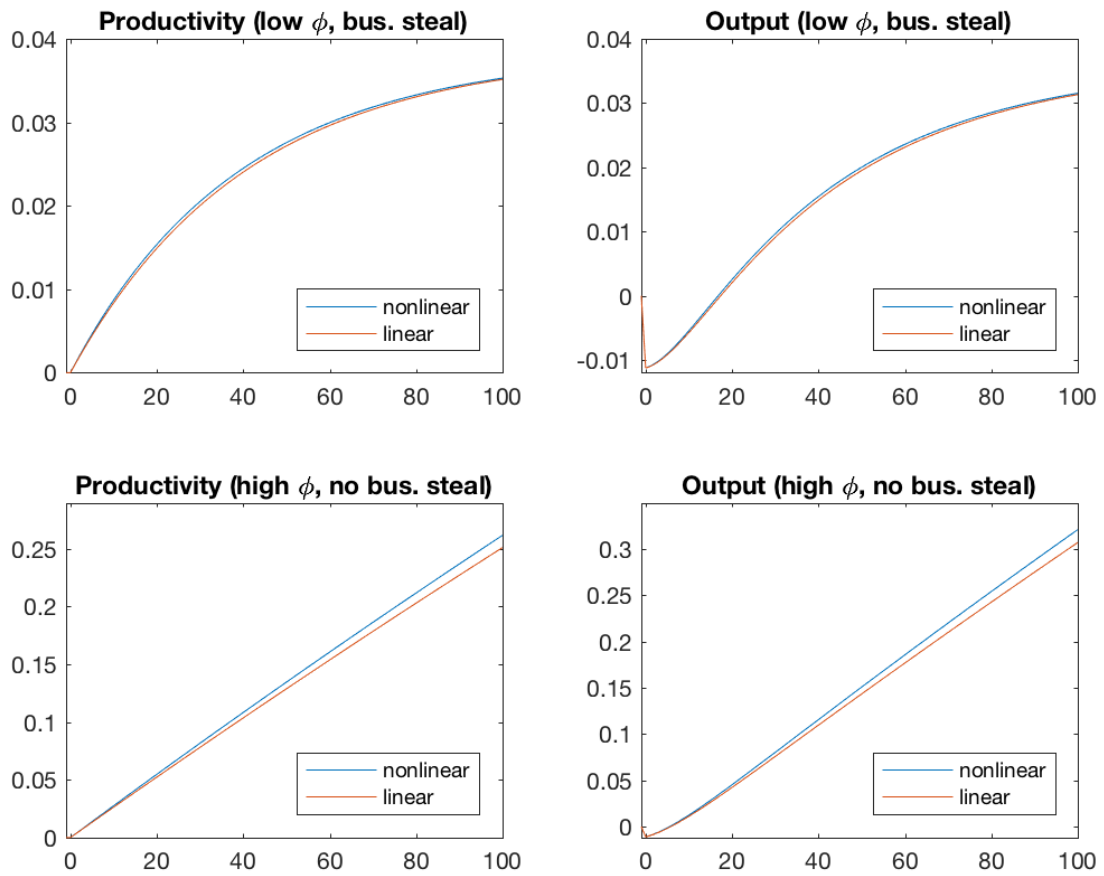 Productivity (low ϕ, bus. steal)
0.04
0.03
0.02
0.01
0
0 20 40 60 80 100
nonlinear
linear
Output (low ϕ, bus. steal)
0.04
0.03
0.02
0.01
0
-0.01
0 20 40 60 80 100
nonlinear
linear
Productivity (high ϕ, no bus. steal)
0.25
0.2
0.15
0.1
0.05
0
0 20 40 60 80 100
nonlinear
linear
Output (high ϕ, no bus. steal)
0.3
0.25
0.2
0.15
0.1
0.05
0
0 20 40 60 80 100
nonlinear
linear